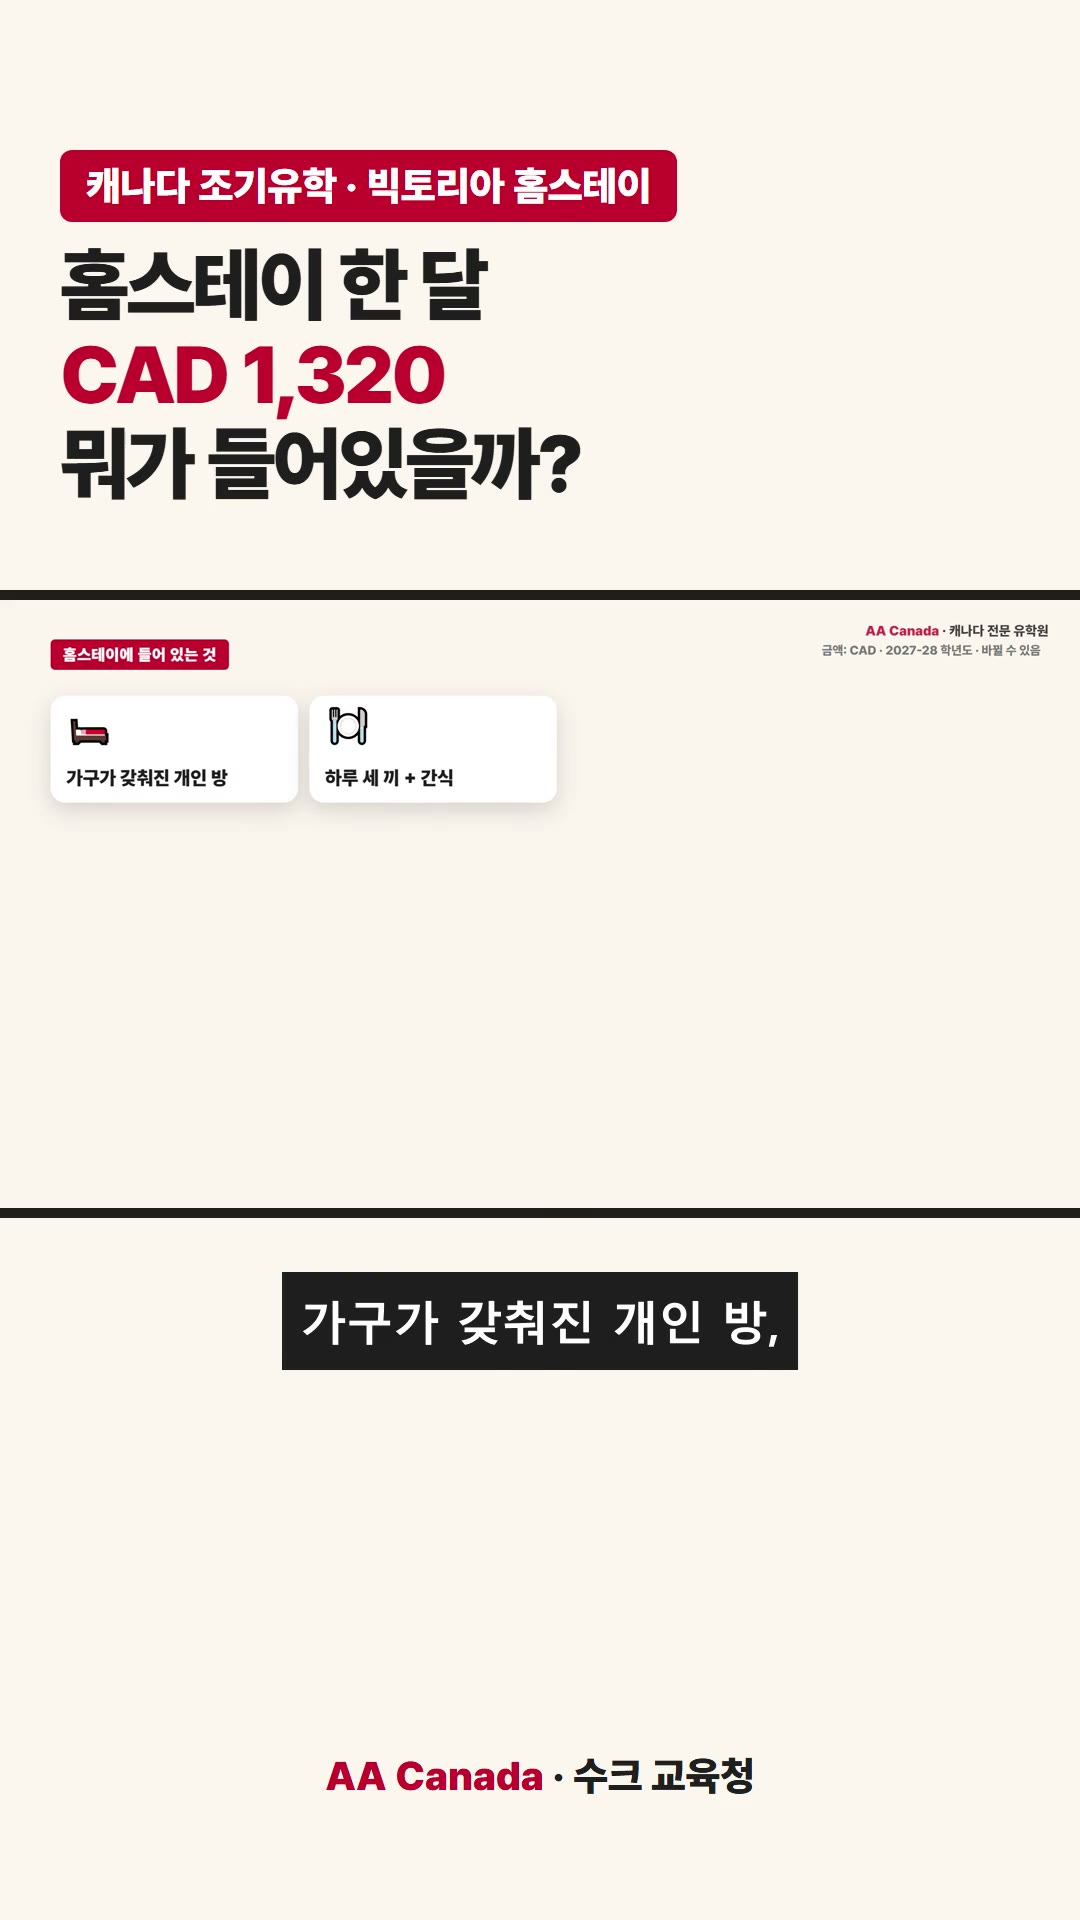 캐나다 조기유학 · 빅토리아 홈스테이
홈스테이 한 달
CAD 1,320
뭐가 들어있을까?
AA Canada · 캐나다 전문 유학원
금액: CAD · 2027-28 학년도 · 바뀔 수 있음
홈스테이에 들어 있는 것
가구가 갖춰진 개인 방
하루 세 끼 + 간식
가구가 갖춰진 개인 방,
AA Canada · 수크 교육청